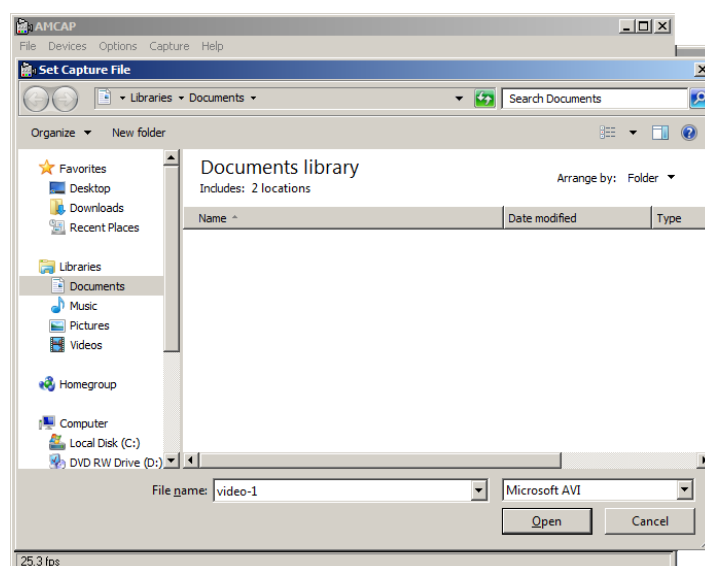 AMCAP
File Devices Options Capture Help
Set Capture File
Libraries Documents
Search Documents
Organize New folder
Favorites
Desktop
Downloads
Recent Places
Libraries
Documents
Music
Pictures
Videos
Homegroup
Computer
Local Disk (C:)
DVD RW Drive (D:)
Documents library
Includes: 2 locations
Arrange by: Folder
Name Date modified Type
File name: video-1
Microsoft AVI
Open Cancel
25.3 fps